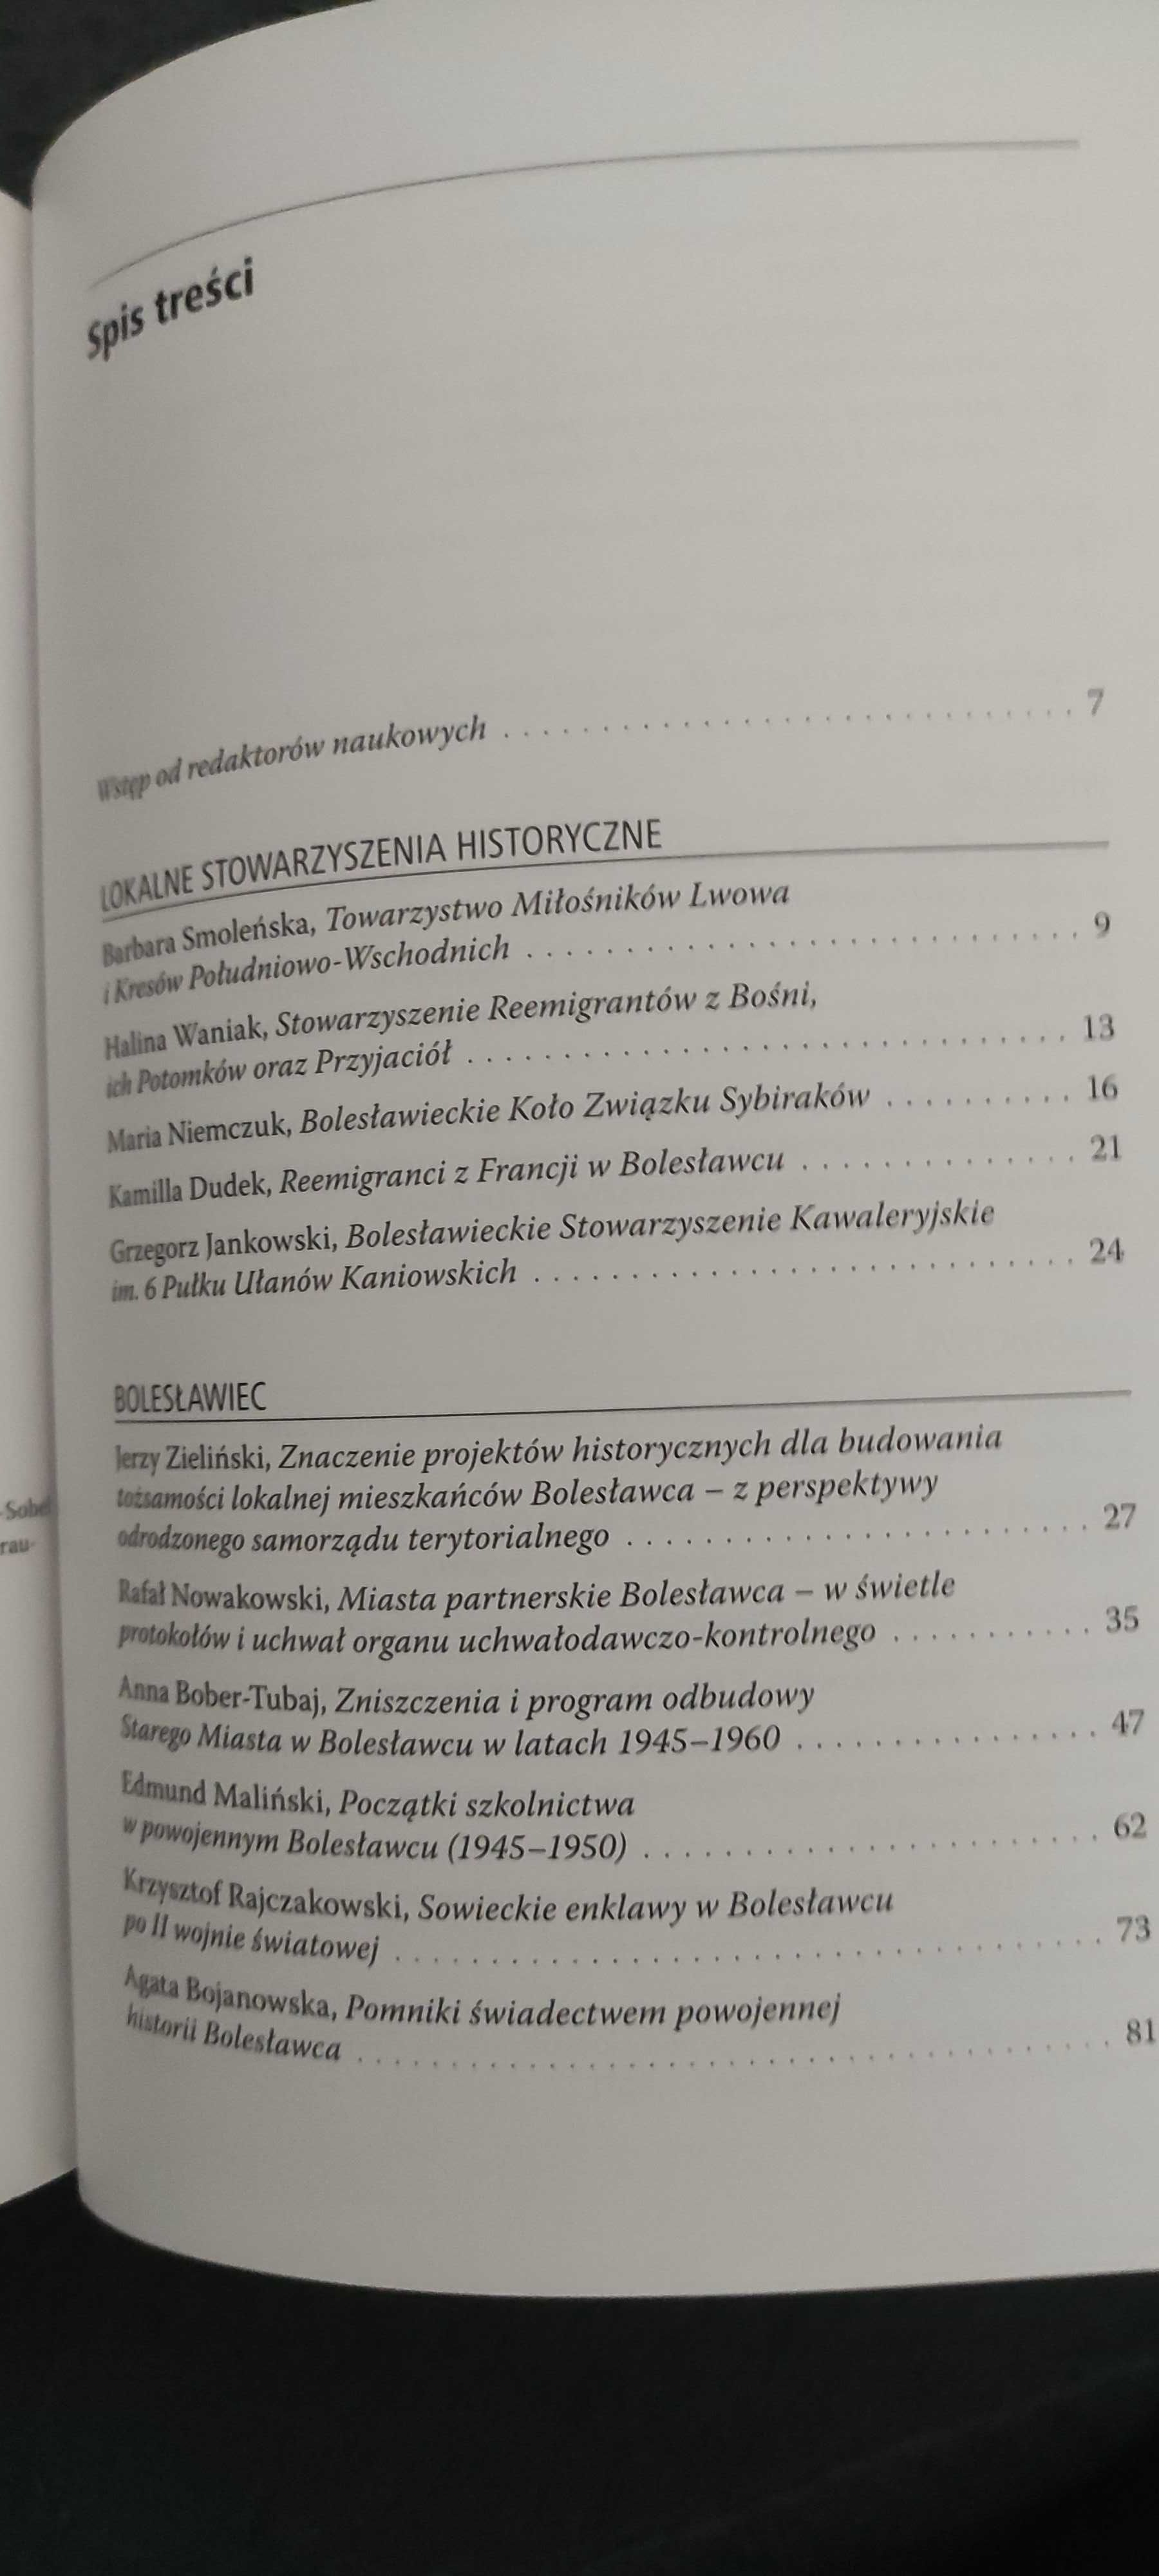 Spis treści
Wstęp od redaktorów naukowych . . . . . . . . . . . . . . . . . . . . . . . . . . . . 7
LOKALNE STOWARZYSZENIA HISTORYCZNE
Barbara Smoleńska, Towarzystwo Miłośników Lwowa
i Kresów Południowo-Wschodnich . . . . . . . . . . . . . . . . . . . . . . . . . . . 9
Halina Waniak, Stowarzyszenie Reemigrantów z Bośni,
ich Potomków oraz Przyjaciół . . . . . . . . . . . . . . . . . . . . . . . . . . . . . 13
Maria Niemczuk, Bolesławieckie Koło Związku Sybiraków . . . . . . . . . . 16
Kamilla Dudek, Reemigranci z Francji w Bolesławcu . . . . . . . . . . . . . . 21
Grzegorz Jankowski, Bolesławieckie Stowarzyszenie Kawaleryjskie
im. 6 Pułku Ułanów Kaniowskich . . . . . . . . . . . . . . . . . . . . . . . . . . . 24
BOLESŁAWIEC
Jerzy Zieliński, Znaczenie projektów historycznych dla budowania
tożsamości lokalnej mieszkańców Bolesławca – z perspektywy
odrodzonego samorządu terytorialnego . . . . . . . . . . . . . . . . . . . . . . . 27
Rafał Nowakowski, Miasta partnerskie Bolesławca – w świetle
protokołów i uchwał organu uchwałodawczo-kontrolnego . . . . . . . . . . . 35
Anna Bober-Tubaj, Zniszczenia i program odbudowy
Starego Miasta w Bolesławcu w latach 1945–1960 . . . . . . . . . . . . . . . . 47
Edmund Maliński, Początki szkolnictwa
w powojennym Bolesławcu (1945–1950) . . . . . . . . . . . . . . . . . . . . . . 62
Krzysztof Rajczakowski, Sowieckie enklawy w Bolesławcu
po II wojnie światowej . . . . . . . . . . . . . . . . . . . . . . . . . . . . . . . . . . 73
Agata Bojanowska, Pomniki świadectwem powojennej
historii Bolesławca . . . . . . . . . . . . . . . . . . . . . . . . . . . . . . . . . . . . 81